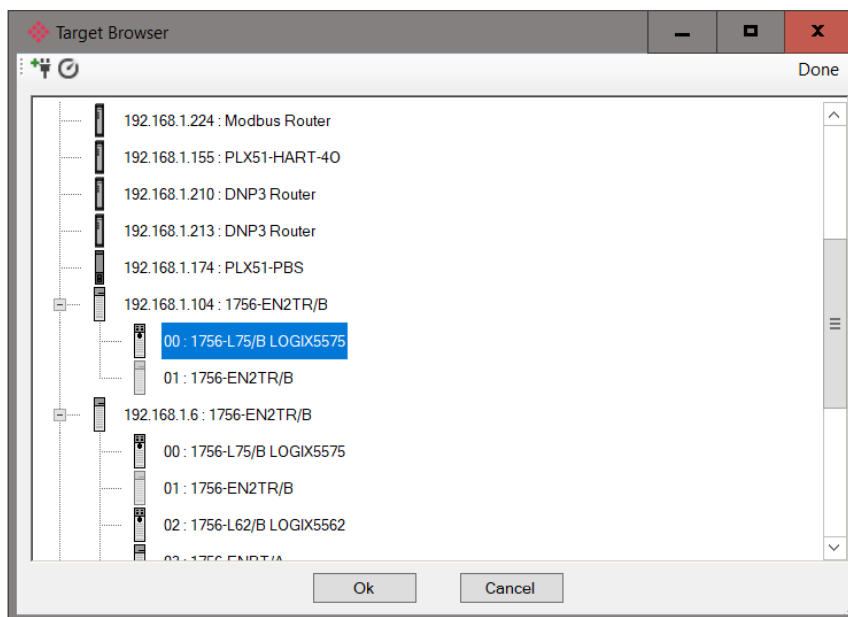 Target Browser
Done
192.168.1.224 : Modbus Router
192.168.1.155 : PLX51-HART-4O
192.168.1.210 : DNP3 Router
192.168.1.213 : DNP3 Router
192.168.1.174 : PLX51-PBS
192.168.1.104 : 1756-EN2TR/B
00 : 1756-L75/B LOGIX5575
01 : 1756-EN2TR/B
192.168.1.6 : 1756-EN2TR/B
00 : 1756-L75/B LOGIX5575
01 : 1756-EN2TR/B
02 : 1756-L62/B LOGIX5562
03 : 1756-ENBT/A
Ok Cancel